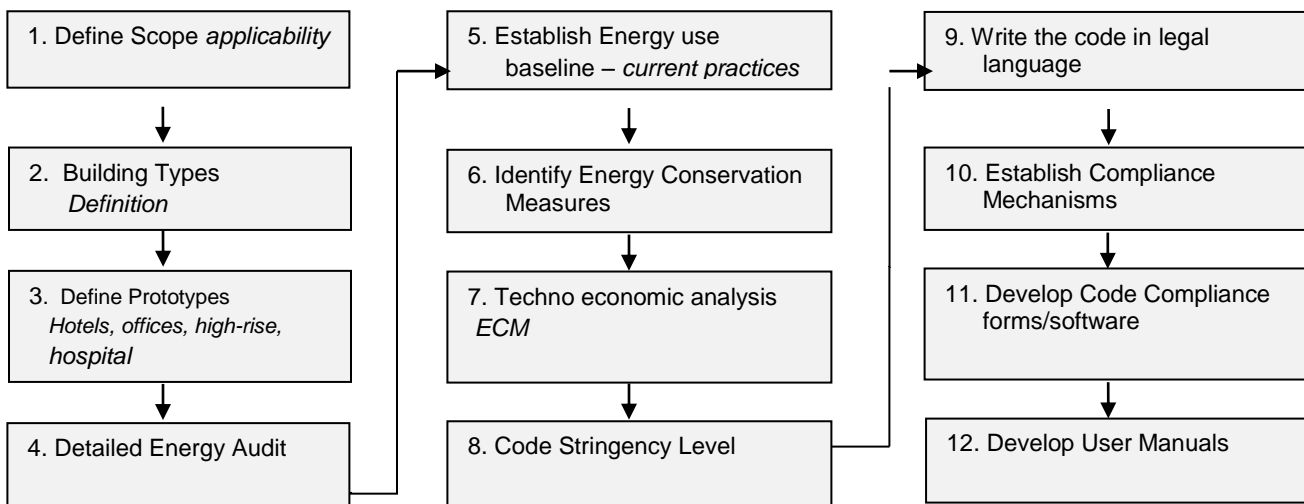 1. Define Scope applicability
2. Building Types
Definition
3. Define Prototypes
Hotels, offices, high-rise,
hospital
4. Detailed Energy Audit
5. Establish Energy use
baseline – current practices
6. Identify Energy Conservation
Measures
7. Techno economic analysis
ECM
8. Code Stringency Level
9. Write the code in legal
language
10. Establish Compliance
Mechanisms
11. Develop Code Compliance
forms/software
12. Develop User Manuals